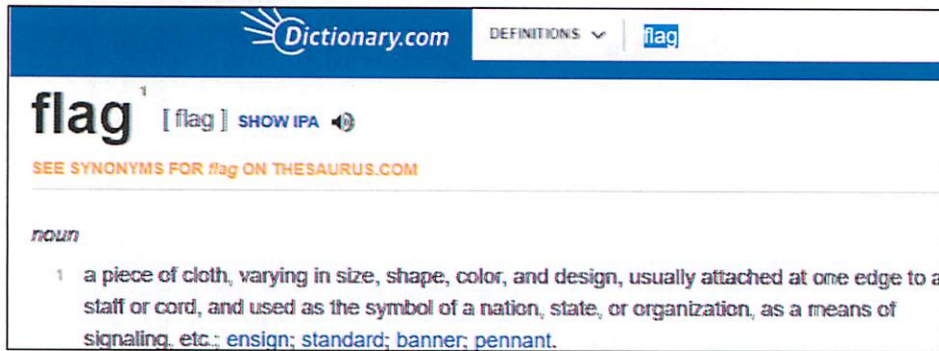 Dictionary.com DEFINITIONS flag
flag 1 [ flag ] SHOW IPA
SEE SYNONYMS FOR flag ON THESAURUS.COM
noun
1 a piece of cloth, varying in size, shape, color, and design, usually attached at one edge to a
staff or cord, and used as the symbol of a nation, state, or organization, as a means of
signaling, etc.; ensign; standard; banner; pennant.